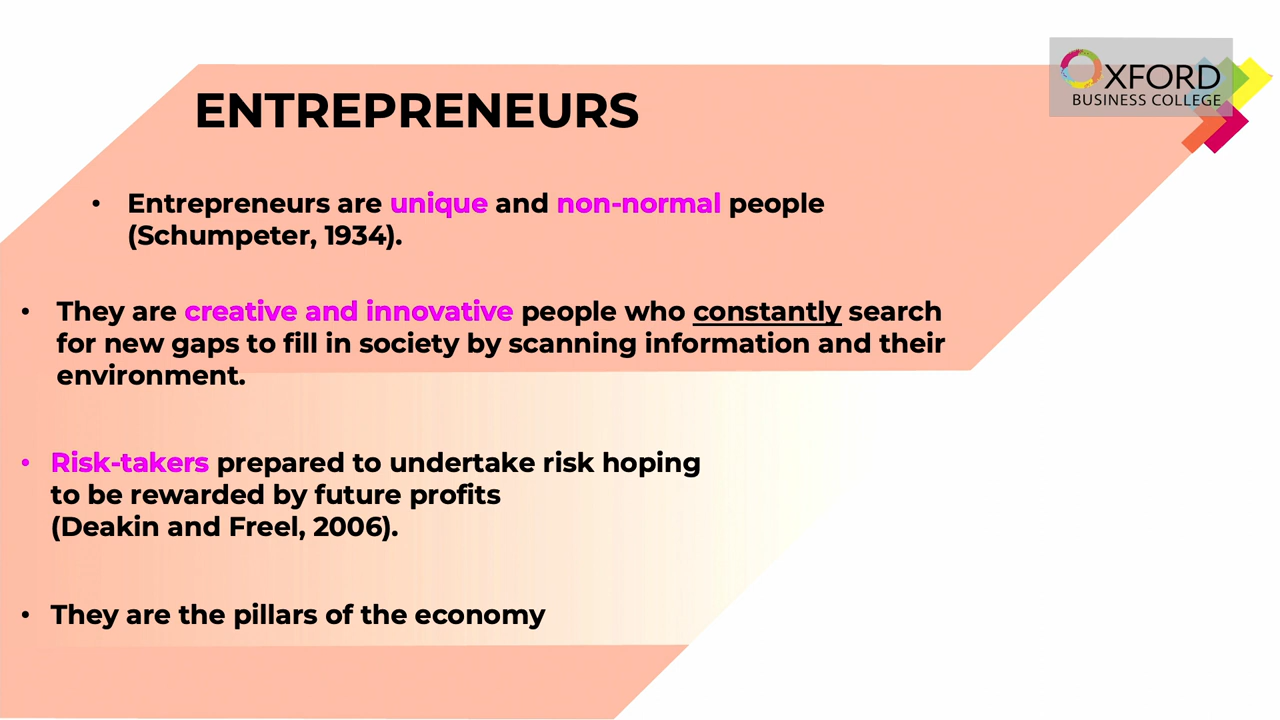 OXFORD
BUSINESS COLLEGE
ENTREPRENEURS
• Entrepreneurs are unique and non-normal people
(Schumpeter, 1934).
• They are creative and innovative people who constantly search
for new gaps to fill in society by scanning information and their
environment.
• Risk-takers prepared to undertake risk hoping
to be rewarded by future profits
(Deakin and Freel, 2006).
• They are the pillars of the economy